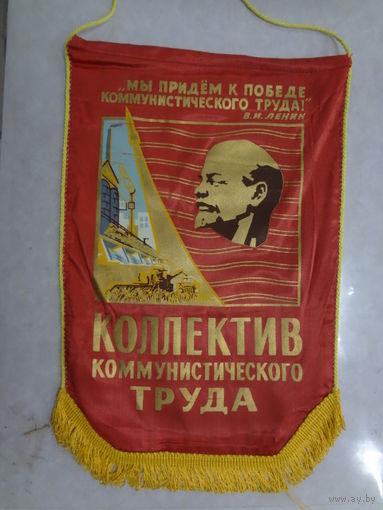 „МЫ ПРИДЁМ К ПОБЕДЕ
КОММУНИСТИЧЕСКОГО ТРУДА!"
В.И. ЛЕНИН
КОЛЛЕКТИВ
КОММУНИСТИЧЕСКОГО
ТРУДА
www.ay.by